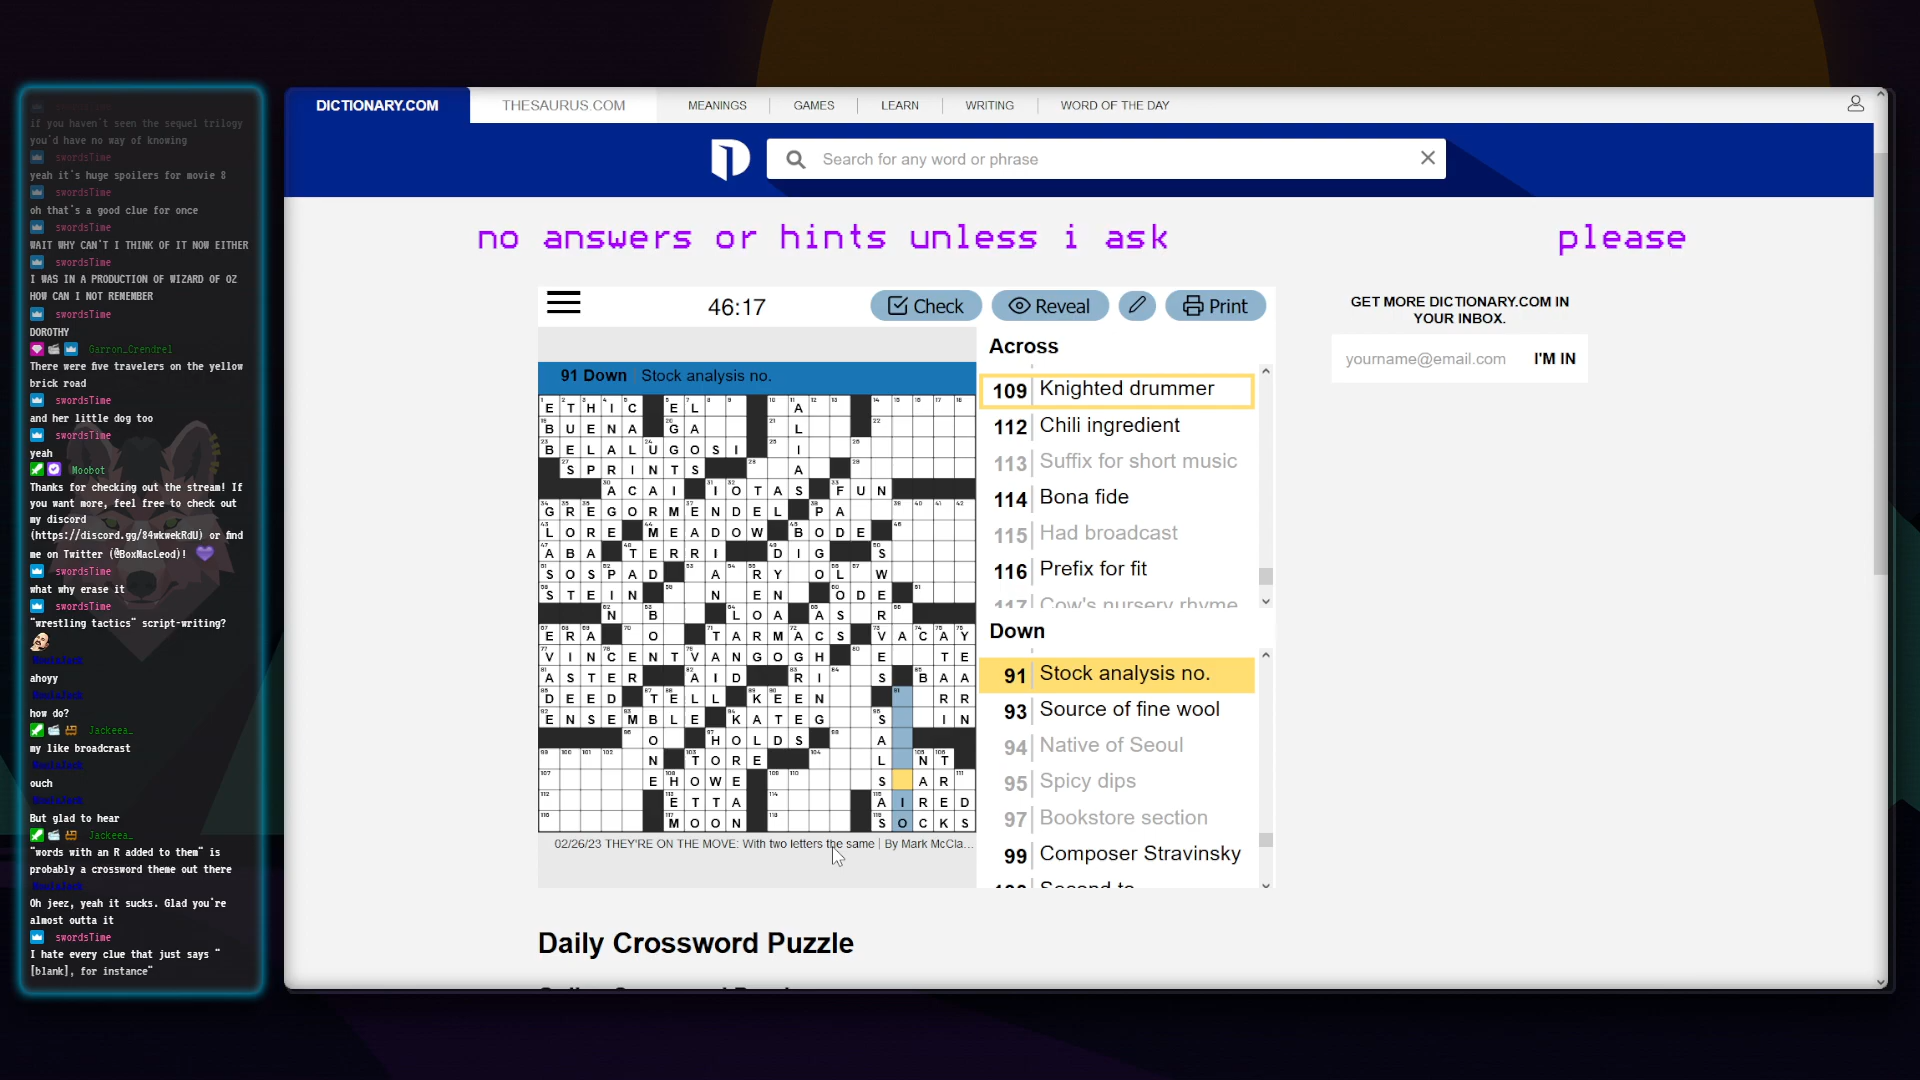 if you haven't seen the sequel trilogy
you'd have no way of knowing
swordsTime
yeah it's huge spoilers for movie 8
swordsTime
oh that's a good clue for once
swordsTime
WAIT WHY CAN'T I THINK OF IT NOW EITHER
swordsTime
I WAS IN A PRODUCTION OF WIZARD OF OZ
HOW CAN I NOT REMEMBER
swordsTime
DOROTHY
Garron_Crendrel
There were five travelers on the yellow
brick road
swordsTime
and her little dog too
swordsTime
yeah
Moobot
Thanks for checking out the stream! If
you want more, feel free to check out
my discord
(https://discord.gg/84wkwekRdU) or find
me on Twitter (@BoxMacLeod)!
swordsTime
what why erase it
swordsTime
"wrestling tactics" script-writing?
ahoyy
how do?
Jackeea_
my like broadcrast
ouch
But glad to hear
Jackeea_
"words with an R added to them" is
probably a crossword theme out there
Oh jeez, yeah it sucks. Glad you're
almost outta it
swordsTime
I hate every clue that just says "
[blank], for instance"
DICTIONARY.COM
THESAURUS.COM
MEANINGS
GAMES
LEARN
WRITING
WORD OF THE DAY
Search for any word or phrase
no answers or hints unless i ask
please
46:17
Check
Reveal
Print
91 Down
Stock analysis no.
E T H I C E L A
B U E N A G A L
B E L A L U G O S I I
S P R I N T S A
A C A I I O T A S F U N
G R E G O R M E N D E L P A
L O R E M E A D O W B O D E
A B A T E R R I D I G S
S O S P A D A R Y O L W
S T E I N N E N O D E
N B L O A A S R
E R A O T A R M A C S V A C A Y
V I N C E N T V A N G O G H E T E
A S T E R A I D R I S B A A
D E E D T E L L K E E N R R
E N S E M B L E K A T E G S I N
O H O L D S A
N T O R E L N T
E H O W E S A R
E T T A A I R E D
M O O N S O C K S
02/26/23 THEY'RE ON THE MOVE: With two letters the same | By Mark McCla...
Across
109 Knighted drummer
112 Chili ingredient
113 Suffix for short music
114 Bona fide
115 Had broadcast
116 Prefix for fit
117 Cow's nursery rhyme
Down
91 Stock analysis no.
93 Source of fine wool
94 Native of Seoul
95 Spicy dips
97 Bookstore section
99 Composer Stravinsky
GET MORE DICTIONARY.COM IN
YOUR INBOX.
yourname@email.com
I'M IN
Daily Crossword Puzzle